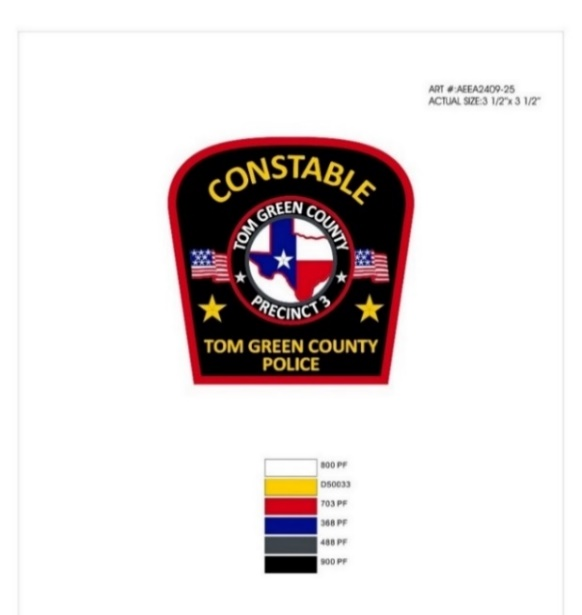 ART #:AEEA2409-25
ACTUAL SIZE:3 1/2"x 3 1/2"
CONSTABLE
TOM GREEN COUNTY
PRECINCT 3
TOM GREEN COUNTY
POLICE
800 PF
DS0033
703 PF
368 PF
488 PF
900 PF